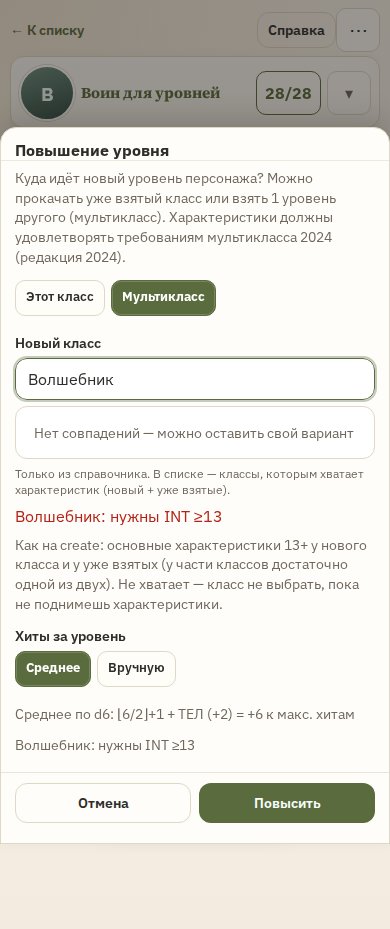 ← К списку
Справка
...
В
Воин для уровней
28/28
▾
Повышение уровня
Куда идёт новый уровень персонажа? Можно
прокачать уже взятый класс или взять 1 уровень
другого (мультикласс). Характеристики должны
удовлетворять требованиям мультикласса 2024
(редакция 2024).
Этот класс
Мультикласс
Новый класс
Волшебник
Нет совпадений — можно оставить свой вариант
Только из справочника. В списке — классы, которым хватает
характеристик (новый + уже взятые).
Волшебник: нужны INT ≥13
Как на create: основные характеристики 13+ у нового
класса и у уже взятых (у части классов достаточно
одной из двух). Не хватает — класс не выбрать, пока
не поднимешь характеристики.
Хиты за уровень
Среднее
Вручную
Среднее по d6: ⌊6/2⌋+1 + ТЕЛ (+2) = +6 к макс. хитам
Волшебник: нужны INT ≥13
Отмена
Повысить